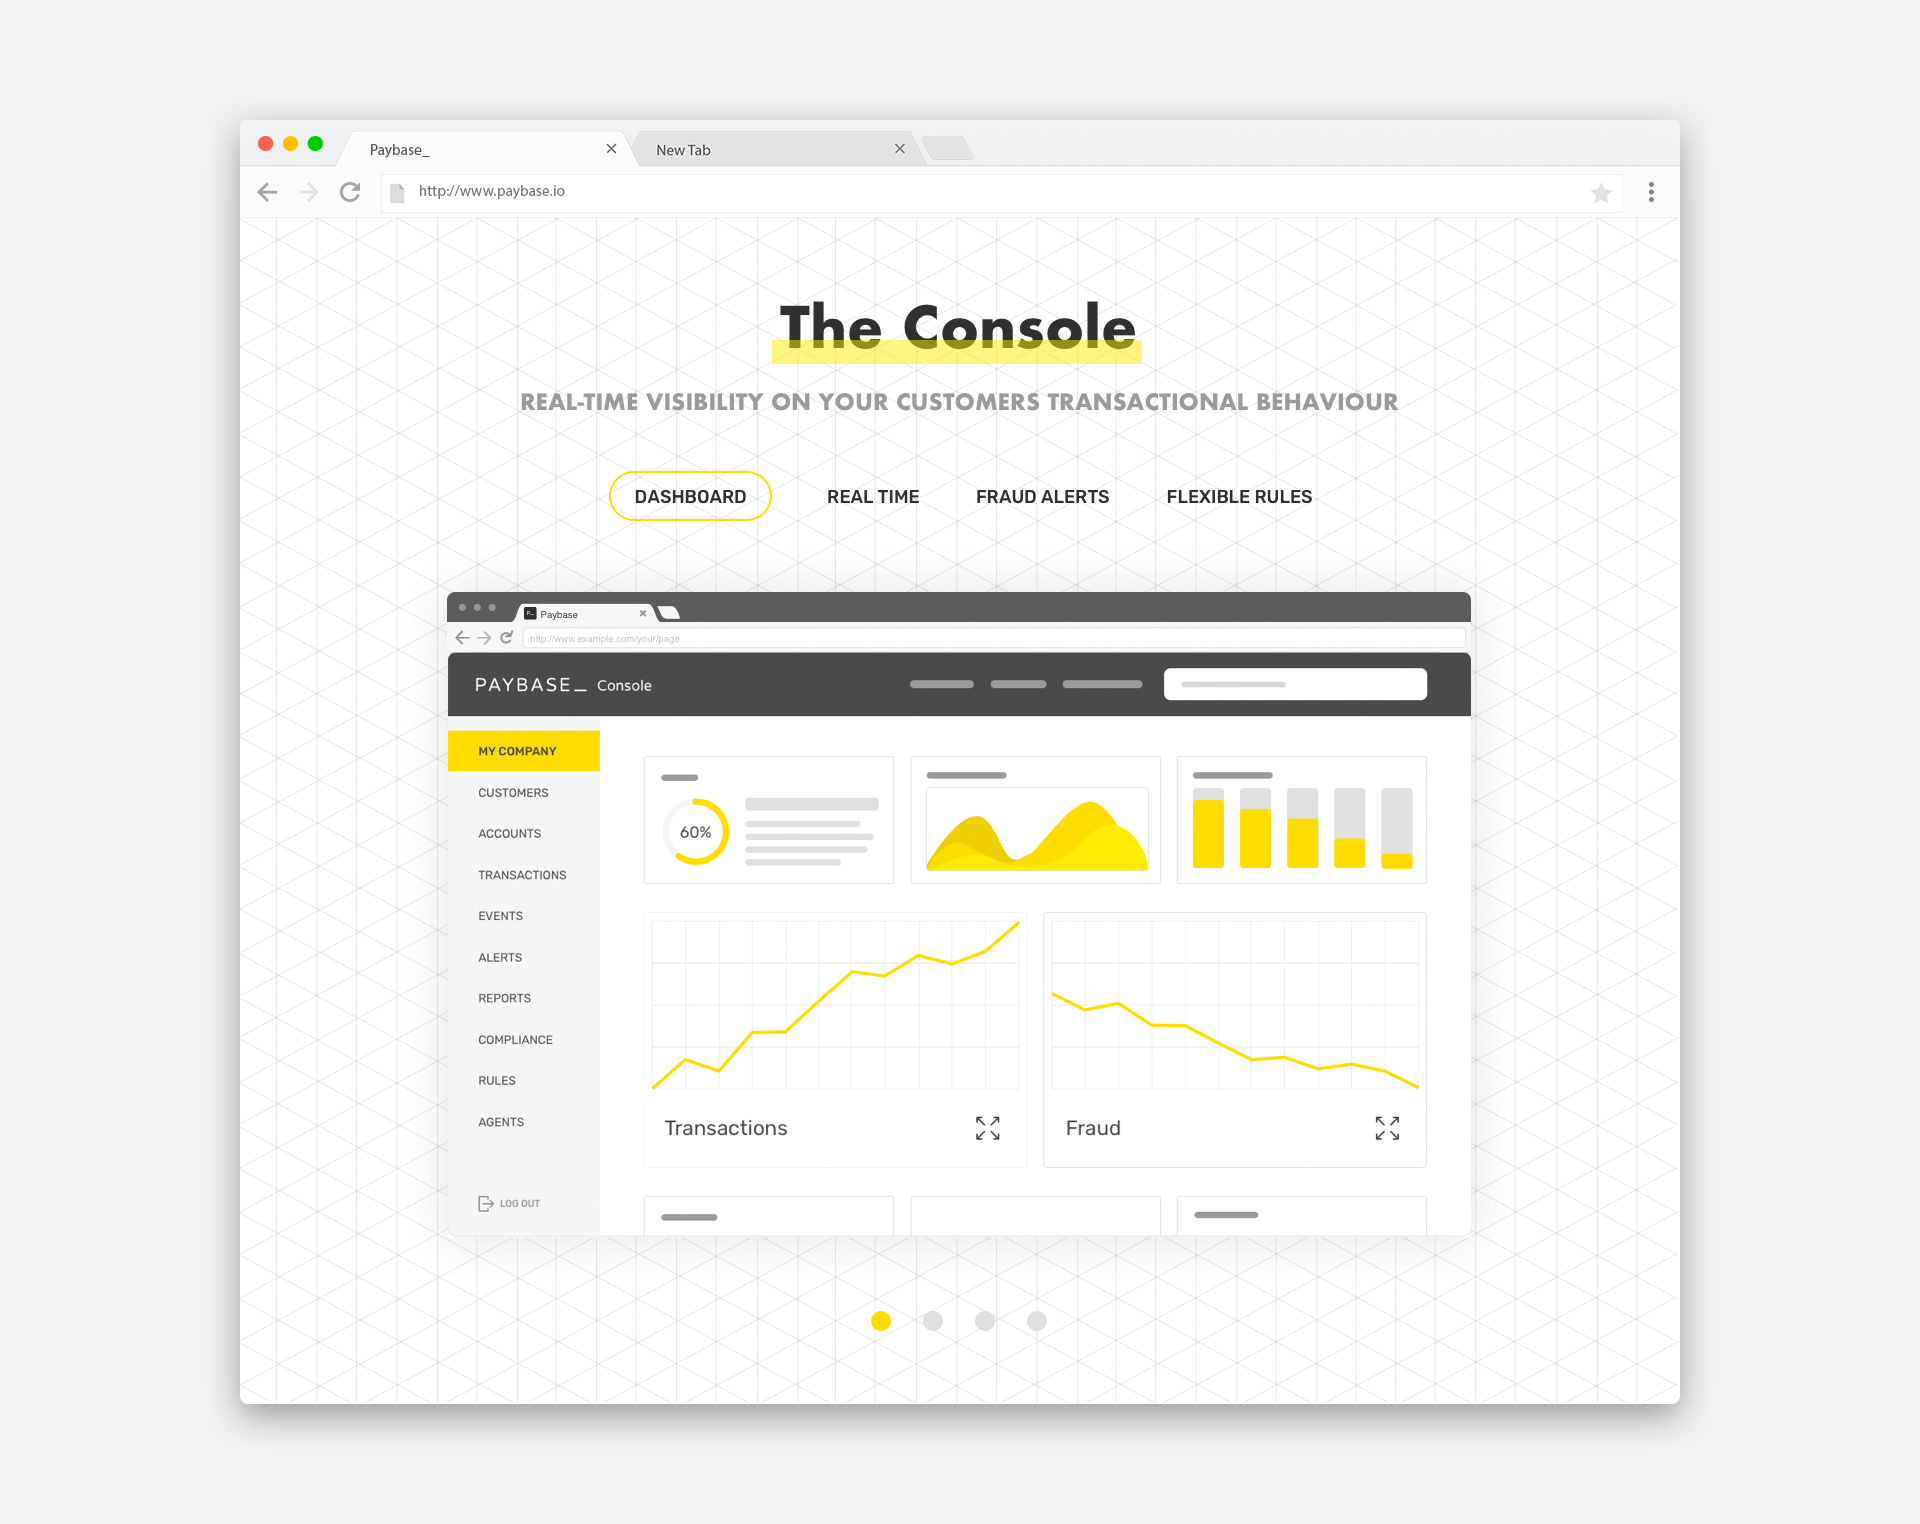 Paybase_
New Tab
http://www.paybase.io
The Console
REAL-TIME VISIBILITY ON YOUR CUSTOMERS TRANSACTIONAL BEHAVIOUR
DASHBOARD REAL TIME FRAUD ALERTS FLEXIBLE RULES
P_ Paybase
http://www.example.com/your/page
PAYBASE_ Console
MY COMPANY
CUSTOMERS
ACCOUNTS
TRANSACTIONS
EVENTS
ALERTS
REPORTS
COMPLIANCE
RULES
AGENTS
LOG OUT
60%
Transactions
Fraud